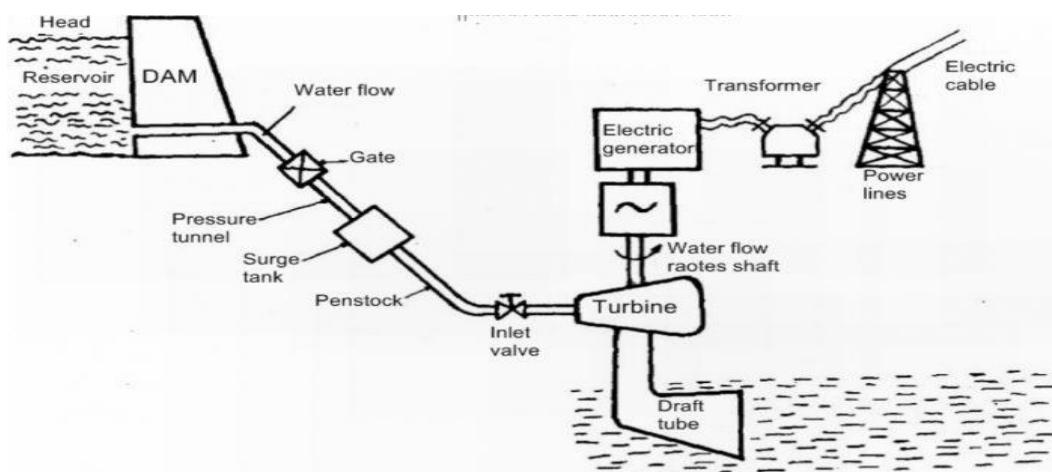 Head
Reservoir
DAM
Water flow
Gate
Pressure
tunnel
Surge
tank
Penstock
Inlet
valve
Turbine
Draft
tube
Water flow
raotes shaft
Electric
generator
Transformer
Electric
cable
Power
lines